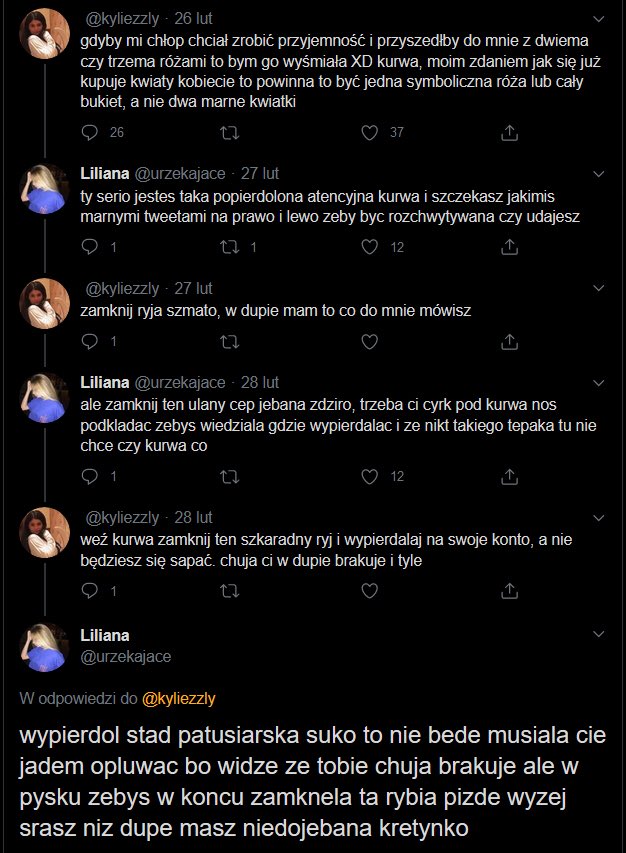 @kyliezzly · 26 lut
gdyby mi chłop chciał zrobić przyjemność i przyszedłby do mnie z dwiema
czy trzema różami to bym go wyśmiała XD kurwa, moim zdaniem jak się już
kupuje kwiaty kobiecie to powinna to być jedna symboliczna róża lub cały
bukiet, a nie dwa marne kwiatki
26 37
Liliana @urzekajace · 27 lut
ty serio jestes taka popierdolona atencyjna kurwa i szczekasz jakimis
marnymi tweetami na prawo i lewo zeby byc rozchwytywana czy udajesz
1 1 12
@kyliezzly · 27 lut
zamknij ryja szmato, w dupie mam to co do mnie mówisz
1
Liliana @urzekajace · 28 lut
ale zamknij ten ulany cep jebana zdziro, trzeba ci cyrk pod kurwa nos
podkladac zebys wiedziala gdzie wypierdalac i ze nikt takiego tepaka tu nie
chce czy kurwa co
1 12
@kyliezzly · 28 lut
weź kurwa zamknij ten szkaradny ryj i wypierdalaj na swoje konto, a nie
będziesz się sapać. chuja ci w dupie brakuje i tyle
1
Liliana
@urzekajace
W odpowiedzi do @kyliezzly
wypierdol stad patusiarska suko to nie bede musiala cie
jadem opluwac bo widze ze tobie chuja brakuje ale w
pysku zebys w koncu zamknela ta rybia pizde wyzej
srasz niz dupe masz niedojebana kretynko